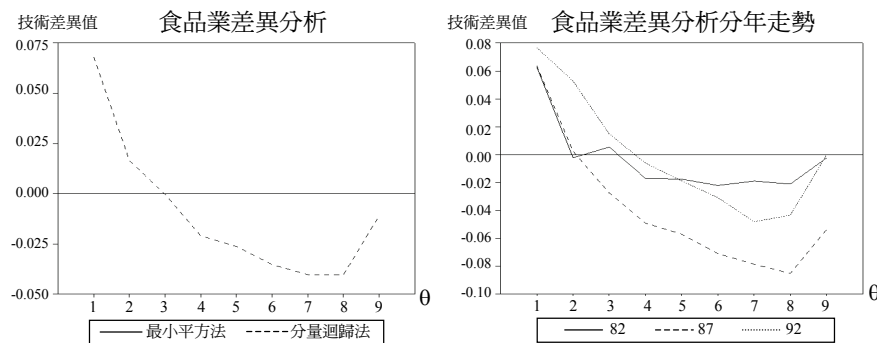 食品業差異分析
技術差異值
0.075
0.050
0.025
0.000
-0.025
-0.050
1 2 3 4 5 6 7 8 9 θ
最小平方法 分量迴歸法
食品業差異分析分年走勢
技術差異值
0.08
0.06
0.04
0.02
0.00
-0.02
-0.04
-0.06
-0.08
-0.10
1 2 3 4 5 6 7 8 9 θ
82 87 92